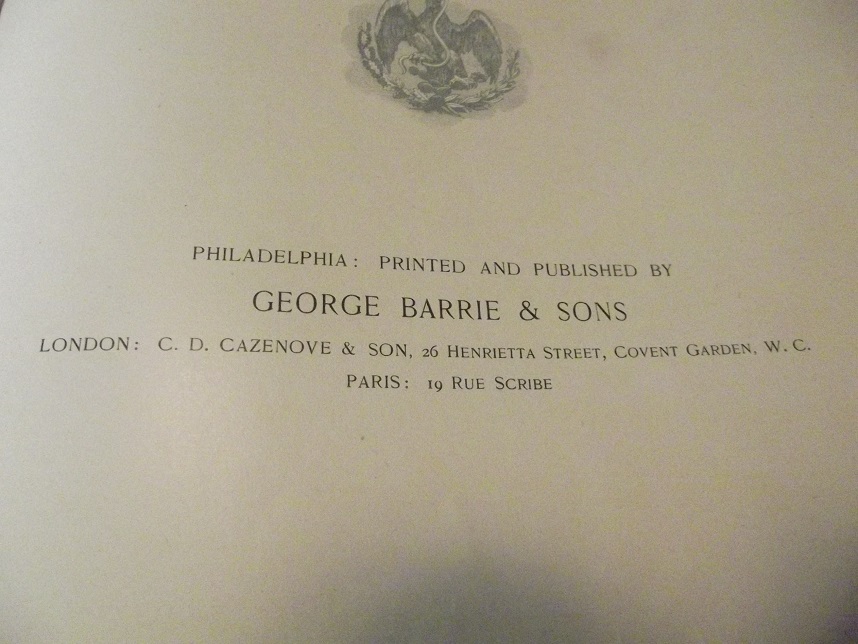 PHILADELPHIA: PRINTED AND PUBLISHED BY
GEORGE BARRIE & SONS
LONDON: C. D. CAZENOVE & SON, 26 HENRIETTA STREET, COVENT GARDEN, W. C.
PARIS: 19 RUE SCRIBE